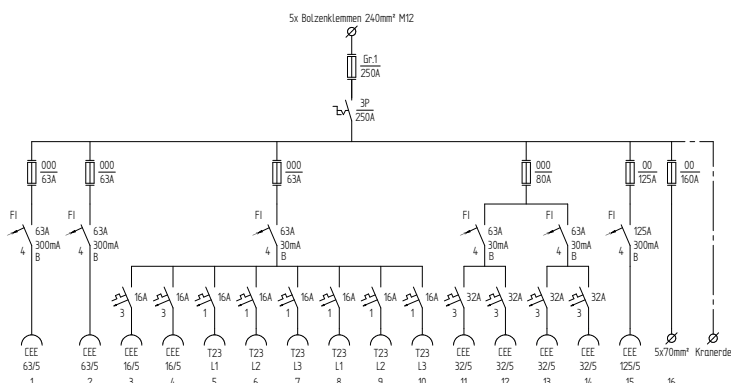 5x Bolzenklemmen 240mm² M12
Gr.1
250A
3P
250A
000 000 000 000 00 00
63A 63A 63A 80A 125A 160A
FI FI FI FI FI FI
63A 63A 63A 63A 63A 125A
300mA 300mA 30mA 30mA 30mA 300mA
4 B 4 B 4 B 4 B 4 B 4 B
16A 16A 16A 16A 16A 16A 16A 16A 32A 32A 32A 32A
3 3 1 1 1 1 1 1 3 3 3 3
CEE CEE CEE CEE T23 T23 T23 T23 T23 T23 CEE CEE CEE CEE CEE 5x70mm² Kranerde
63/5 63/5 16/5 16/5 L1 L2 L3 L1 L2 L3 32/5 32/5 32/5 32/5 125/5
1 2 3 4 5 6 7 8 9 10 11 12 13 14 15 16